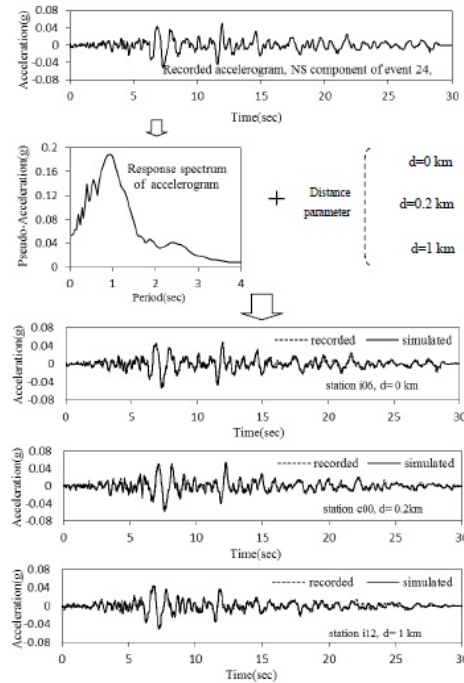 0.08
0.04
0
-0.04
-0.08
Acceleration(g)
Recorded accelerogram, NS component of event 24,
0 5 10 15 20 25 30
Time(sec)
0.2
0.16
0.12
0.08
0.04
0
Pseudo-Acceleration(g)
Response spectrum
of accelerogram
0 1 2 3 4
Period(sec)
+
Distance
parameter
d=0 km
d=0.2 km
d=1 km
0.08
0.04
0
-0.04
-0.08
Acceleration(g)
recorded simulated
station i06, d= 0 km
0 5 10 15 20 25 30
Time(sec)
0.08
0.04
0
-0.04
-0.08
Acceleration(g)
recorded simulated
station c00, d= 0.2km
0 5 10 15 20 25 30
Time(sec)
0.08
0.04
0
-0.04
-0.08
Acceleration(g)
recorded simulated
station i12, d= 1 km
0 5 10 15 20 25 30
Time(sec)